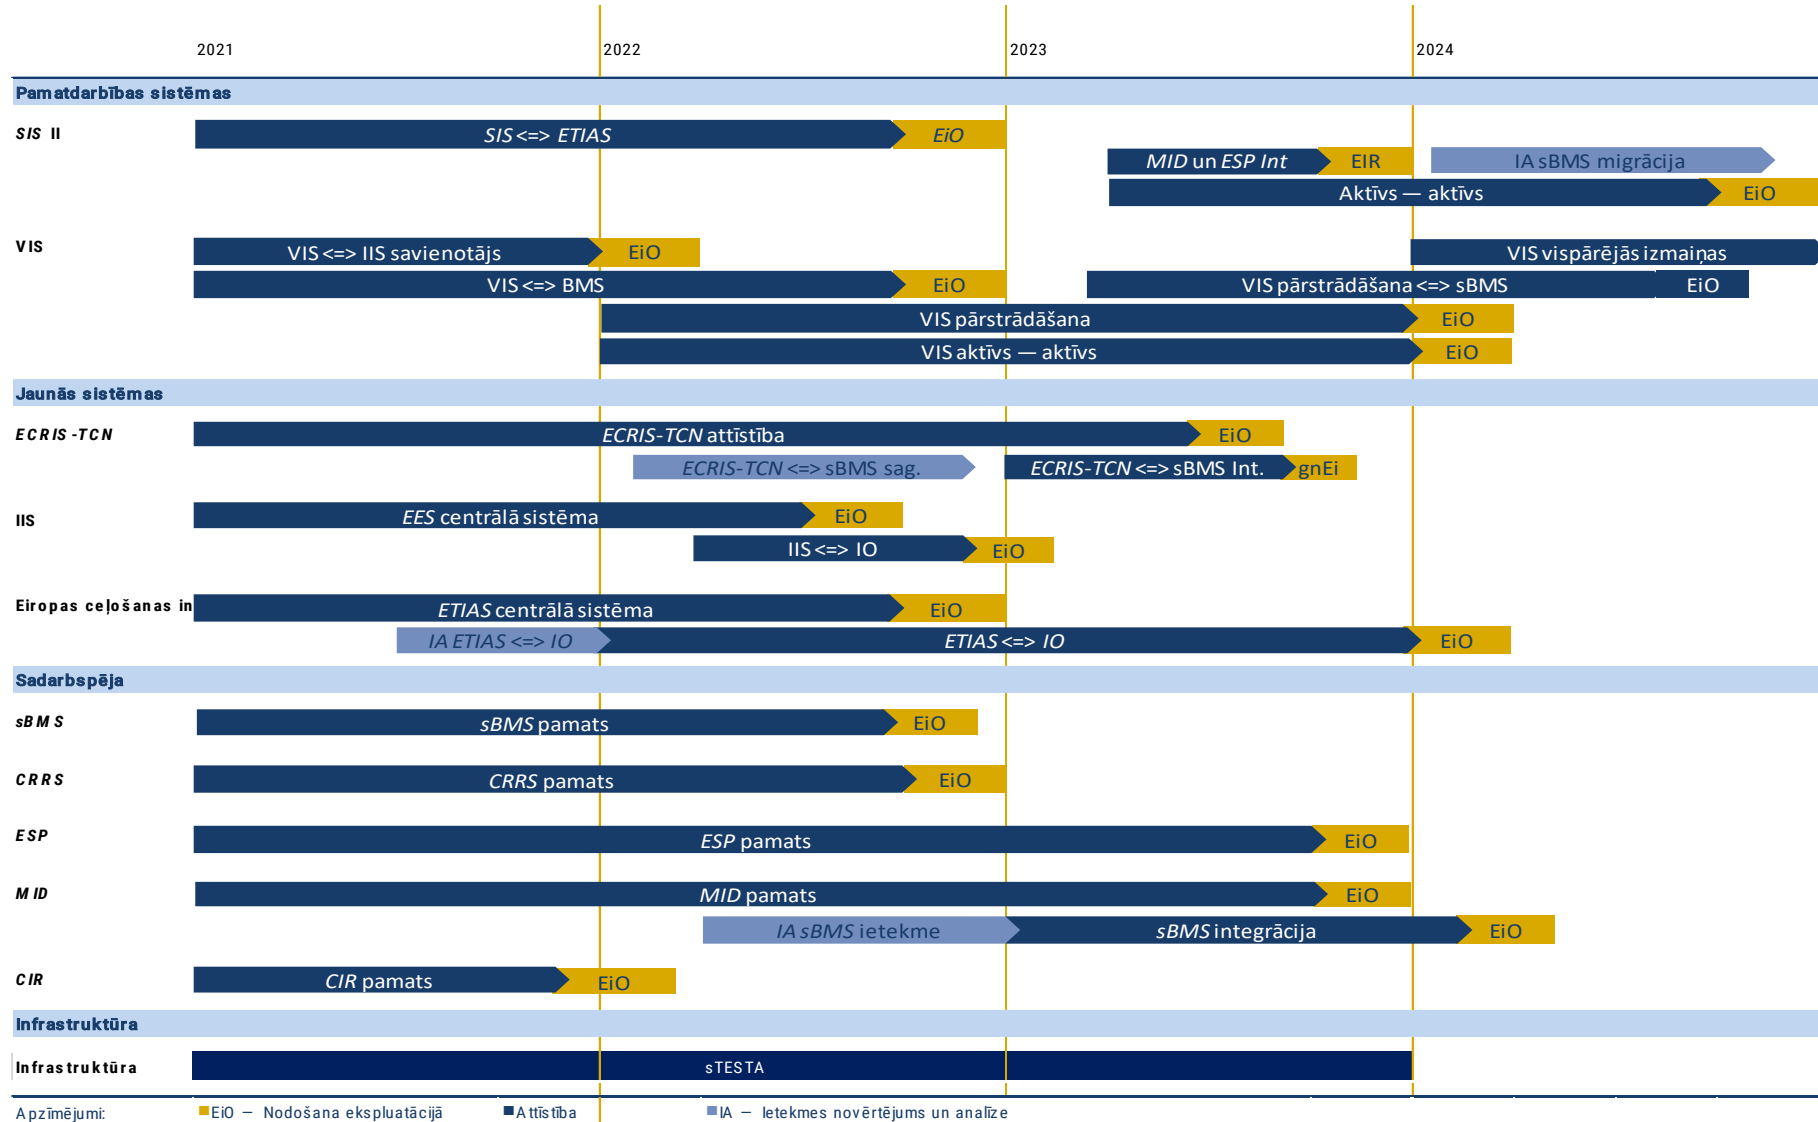 2021 2022 2023 2024
Pamatdarbības sistēmas
SIS II
SIS <=> ETIAS EiO
MID un ESP Int EIR IA sBMS migrācija
Aktīvs — aktīvs EiO
VIS
VIS <=> IIS savienotājs EiO VIS vispārējās izmaiņas
VIS <=> BMS EiO VIS pārstrādāšana <=> sBMS EiO
VIS pārstrādāšana EiO
VIS aktīvs — aktīvs EiO
Jaunās sistēmas
ECRIS-TCN ECRIS-TCN attīstība EiO
ECRIS-TCN <=> sBMS sag. ECRIS-TCN <=> sBMS Int. gnEi
IIS
EES centrālā sistēma EiO
IIS <=> IO EiO
Eiropas ceļošanas in ETIAS centrālā sistēma EiO
IA ETIAS <=> IO ETIAS <=> IO EiO
Sadarbspēja
sBMS sBMS pamats EiO
CRRS CRRS pamats EiO
ESP ESP pamats EiO
MID MID pamats EiO
IA sBMS ietekme sBMS integrācija EiO
CIR CIR pamats EiO
Infrastruktūra
Infrastruktūra sTESTA
Apzīmējumi: EiO — Nodošana ekspluatācijā Attīstība IA — Ietekmes novērtējums un analīze